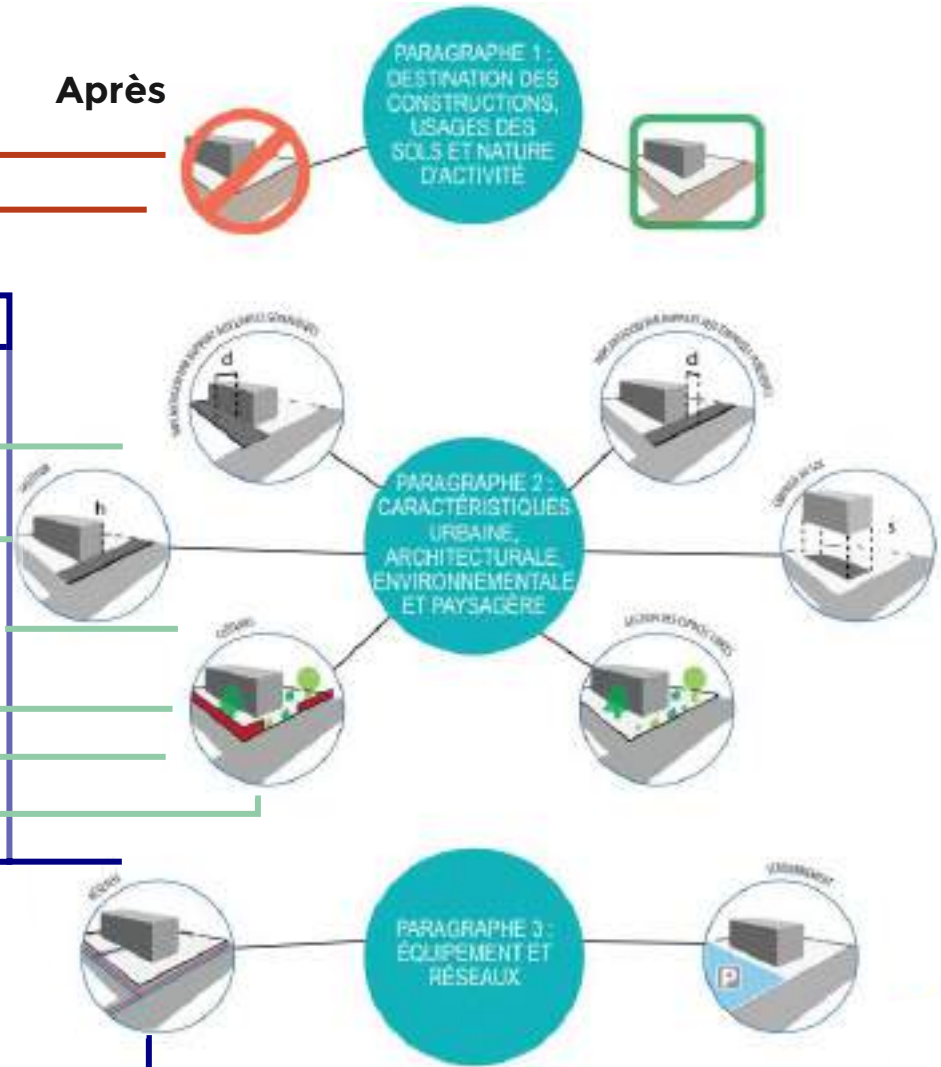 Après
PARAGRAPHE 1 :
DESTINATION DES
CONSTRUCTIONS,
USAGES DES
SOLS ET NATURE
D'ACTIVITÉ
d
d
PARAGRAPHE 2 :
CARACTÉRISTIQUES
URBAINE,
ARCHITECTURALE,
ENVIRONNEMENTALE
ET PAYSAGÈRE
h
s
PARAGRAPHE 3 :
ÉQUIPEMENT ET
RÉSEAUX
STATIONNEMENT
P